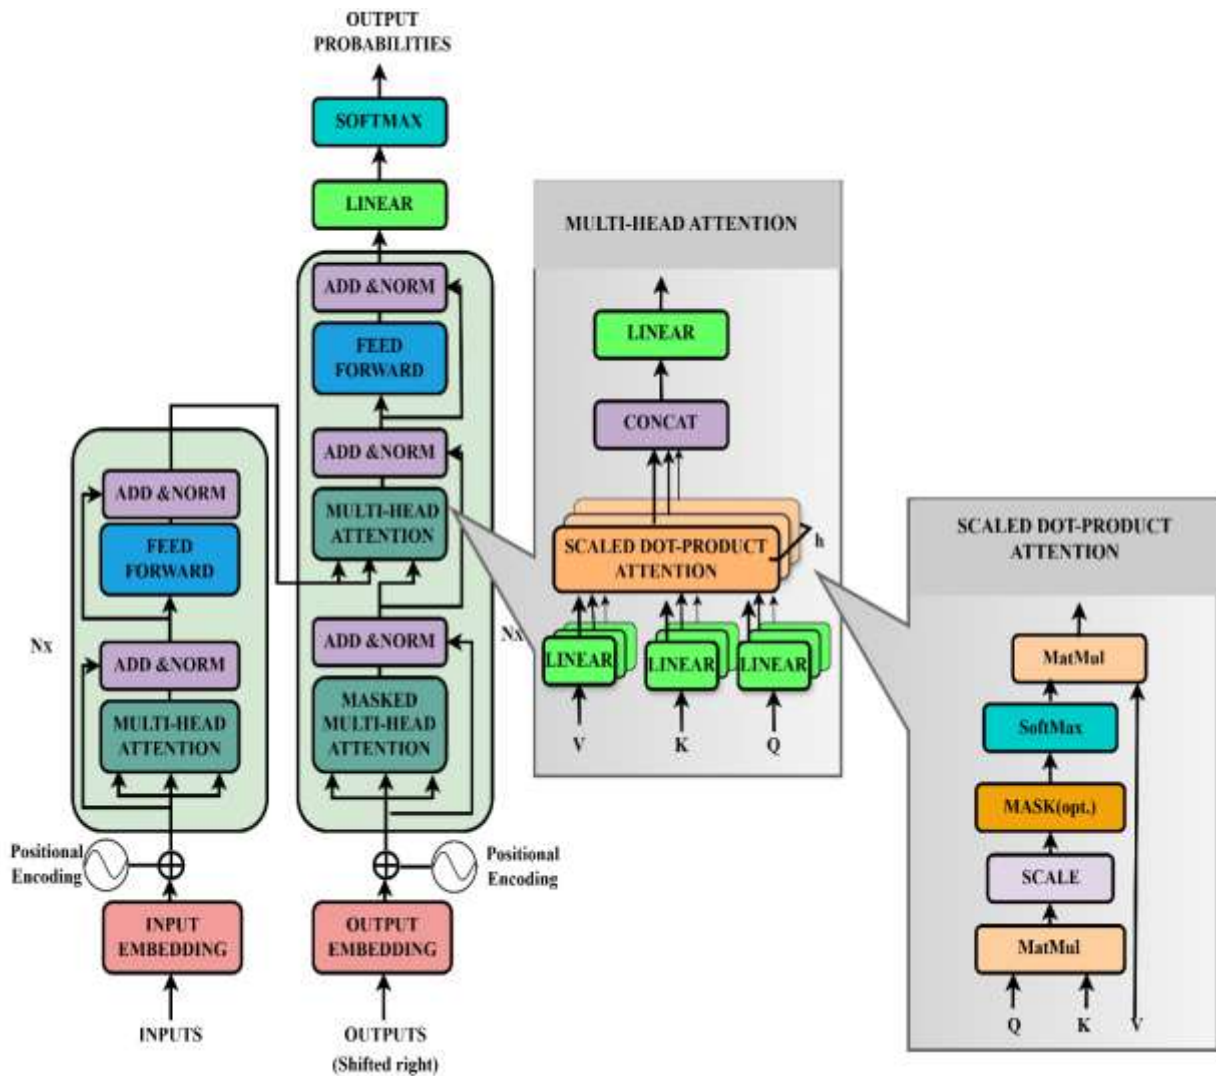 OUTPUT
PROBABILITIES
SOFTMAX
LINEAR
ADD &NORM
FEED
FORWARD
ADD &NORM
MULTI-HEAD
ATTENTION
ADD &NORM
MASKED
MULTI-HEAD
ATTENTION
Nx
Positional
Encoding
OUTPUT
EMBEDDING
OUTPUTS
(Shifted right)
ADD &NORM
FEED
FORWARD
Nx
ADD &NORM
MULTI-HEAD
ATTENTION
Positional
Encoding
INPUT
EMBEDDING
INPUTS
MULTI-HEAD ATTENTION
LINEAR
CONCAT
SCALED DOT-PRODUCT
ATTENTION
h
LINEAR
LINEAR
LINEAR
V
K
Q
SCALED DOT-PRODUCT
ATTENTION
MatMul
SoftMax
MASK(opt.)
SCALE
MatMul
Q
K
V